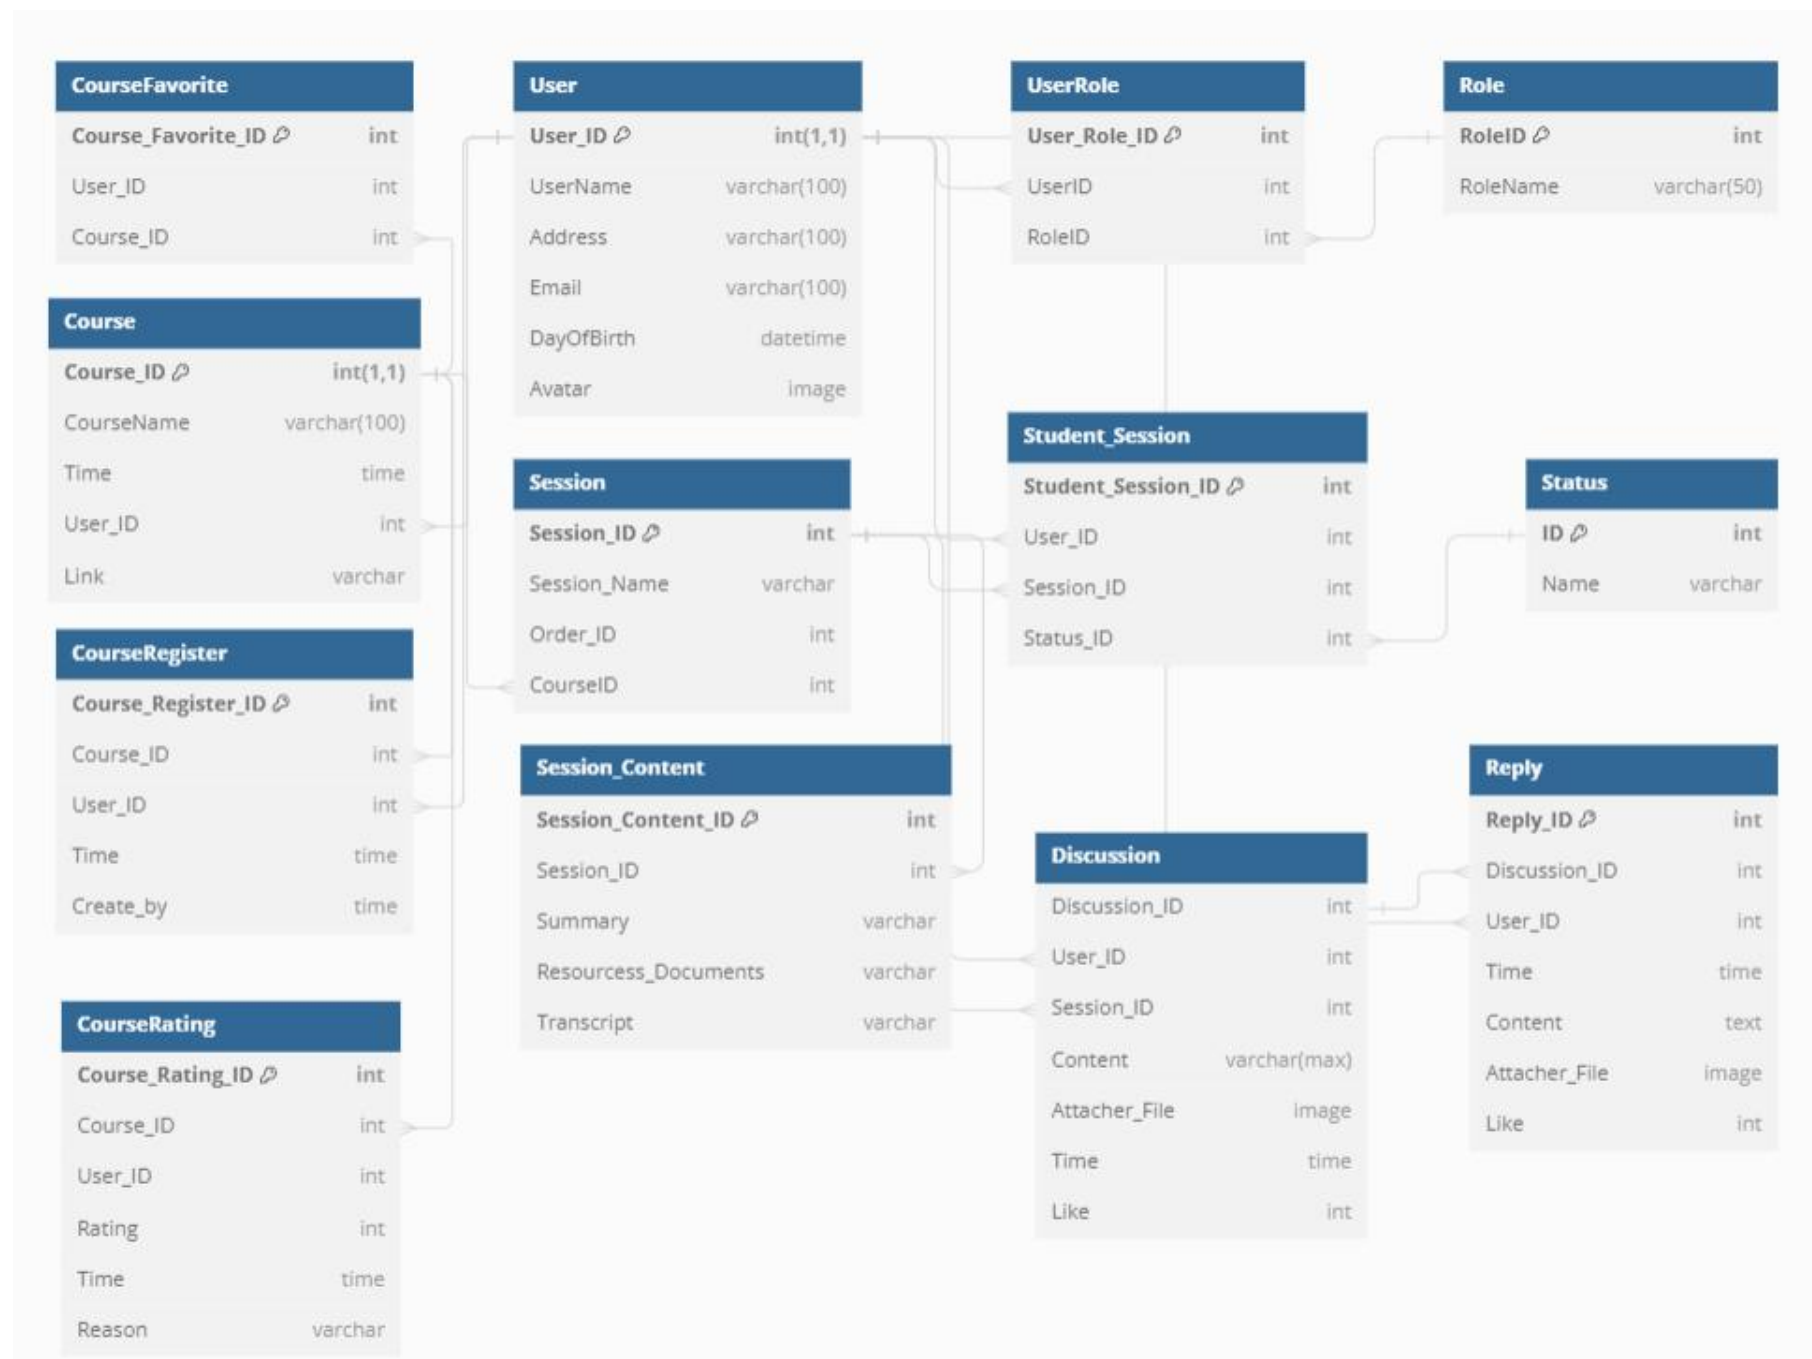 CourseFavorite
Course_Favorite_ID int
User_ID int
Course_ID int
Course
Course_ID int(1,1)
CourseName varchar(100)
Time time
User_ID int
Link varchar
CourseRegister
Course_Register_ID int
Course_ID int
User_ID int
Time time
Create_by time
CourseRating
Course_Rating_ID int
Course_ID int
User_ID int
Rating int
Time time
Reason varchar
User
User_ID int(1,1)
UserName varchar(100)
Address varchar(100)
Email varchar(100)
DayOfBirth datetime
Avatar image
Session
Session_ID int
Session_Name varchar
Order_ID int
CourseID int
Session_Content
Session_Content_ID int
Session_ID int
Summary varchar
Resourcess_Documents varchar
Transcript varchar
UserRole
User_Role_ID int
UserID int
RoleID int
Student_Session
Student_Session_ID int
User_ID int
Session_ID int
Status_ID int
Discussion
Discussion_ID int
User_ID int
Session_ID int
Content varchar(max)
Attacher_File image
Time time
Like int
Role
RoleID int
RoleName varchar(50)
Status
ID int
Name varchar
Reply
Reply_ID int
Discussion_ID int
User_ID int
Time time
Content text
Attacher_File image
Like int